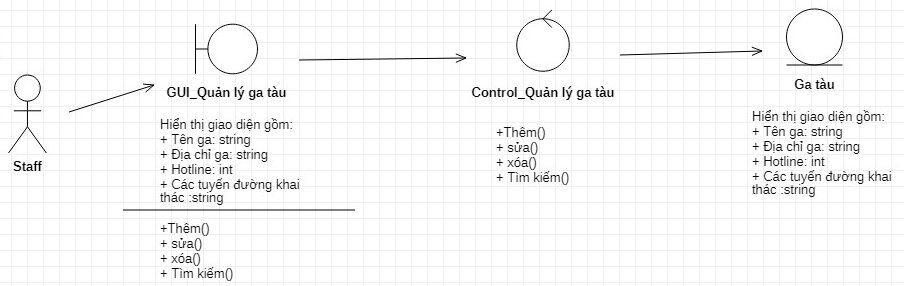 Staff
GUI_Quản lý ga tàu
Hiển thị giao diện gồm:
+ Tên ga: string
+ Địa chỉ ga: string
+ Hotline: int
+ Các tuyến đường khai
thác :string
+Thêm()
+ sửa()
+ xóa()
+ Tìm kiếm()
Control_Quản lý ga tàu
+Thêm()
+ sửa()
+ xóa()
+ Tìm kiếm()
Ga tàu
Hiển thị giao diện gồm:
+ Tên ga: string
+ Địa chỉ ga: string
+ Hotline: int
+ Các tuyến đường khai
thác :string